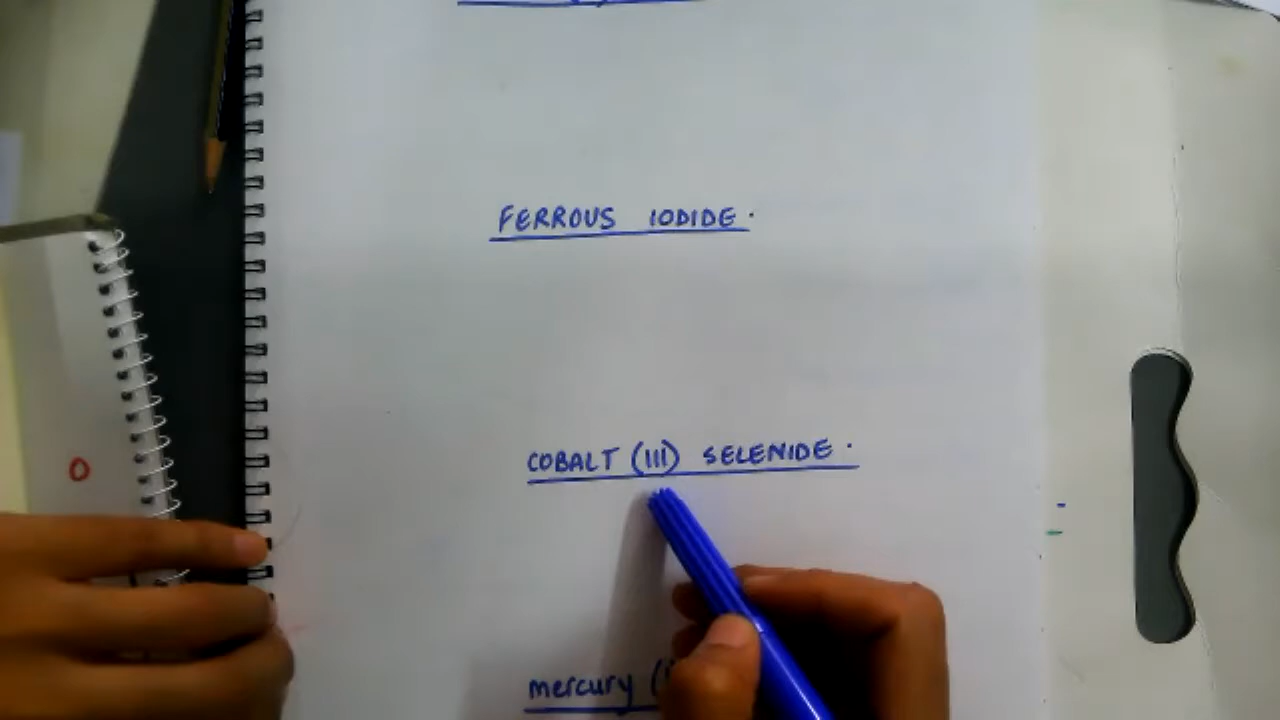 FERROUS IODIDE.
O
COBALT (III) SELENIDE.
mercury (